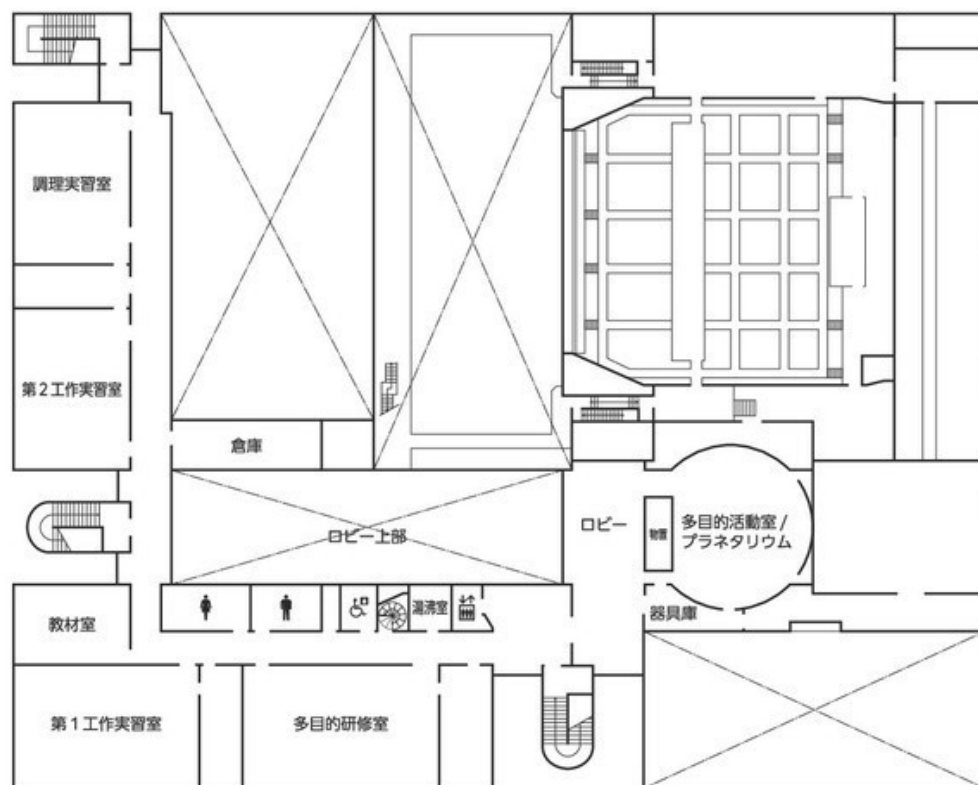 調理実習室
第2工作実習室
倉庫
ロビー上部
ロビー
物置
多目的活動室/
プラネタリウム
湯沸室
器具庫
教材室
第1工作実習室
多目的研修室